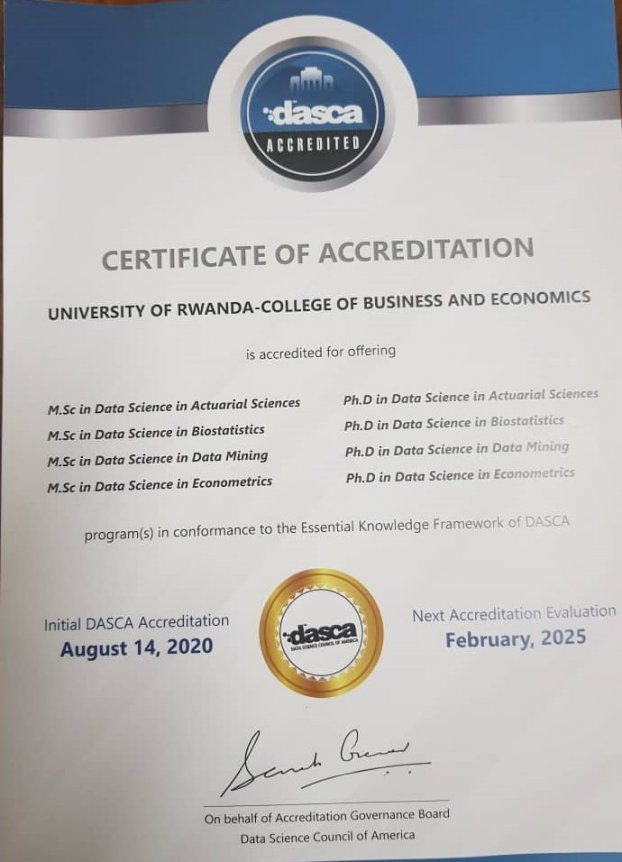 dasca
ACCREDITED
CERTIFICATE OF ACCREDITATION
UNIVERSITY OF RWANDA-COLLEGE OF BUSINESS AND ECONOMICS
is accredited for offering
M.Sc in Data Science in Actuarial Sciences
M.Sc in Data Science in Biostatistics
M.Sc in Data Science in Data Mining
M.Sc in Data Science in Econometrics
Ph.D in Data Science in Actuarial Sciences
Ph.D in Data Science in Biostatistics
Ph.D in Data Science in Data Mining
Ph.D in Data Science in Econometrics
program(s) in conformance to the Essential Knowledge Framework of DASCA
Initial DASCA Accreditation
August 14, 2020
dasca
DATA SCIENCE COUNCIL OF AMERICA
Next Accreditation Evaluation
February, 2025
On behalf of Accreditation Governance Board
Data Science Council of America